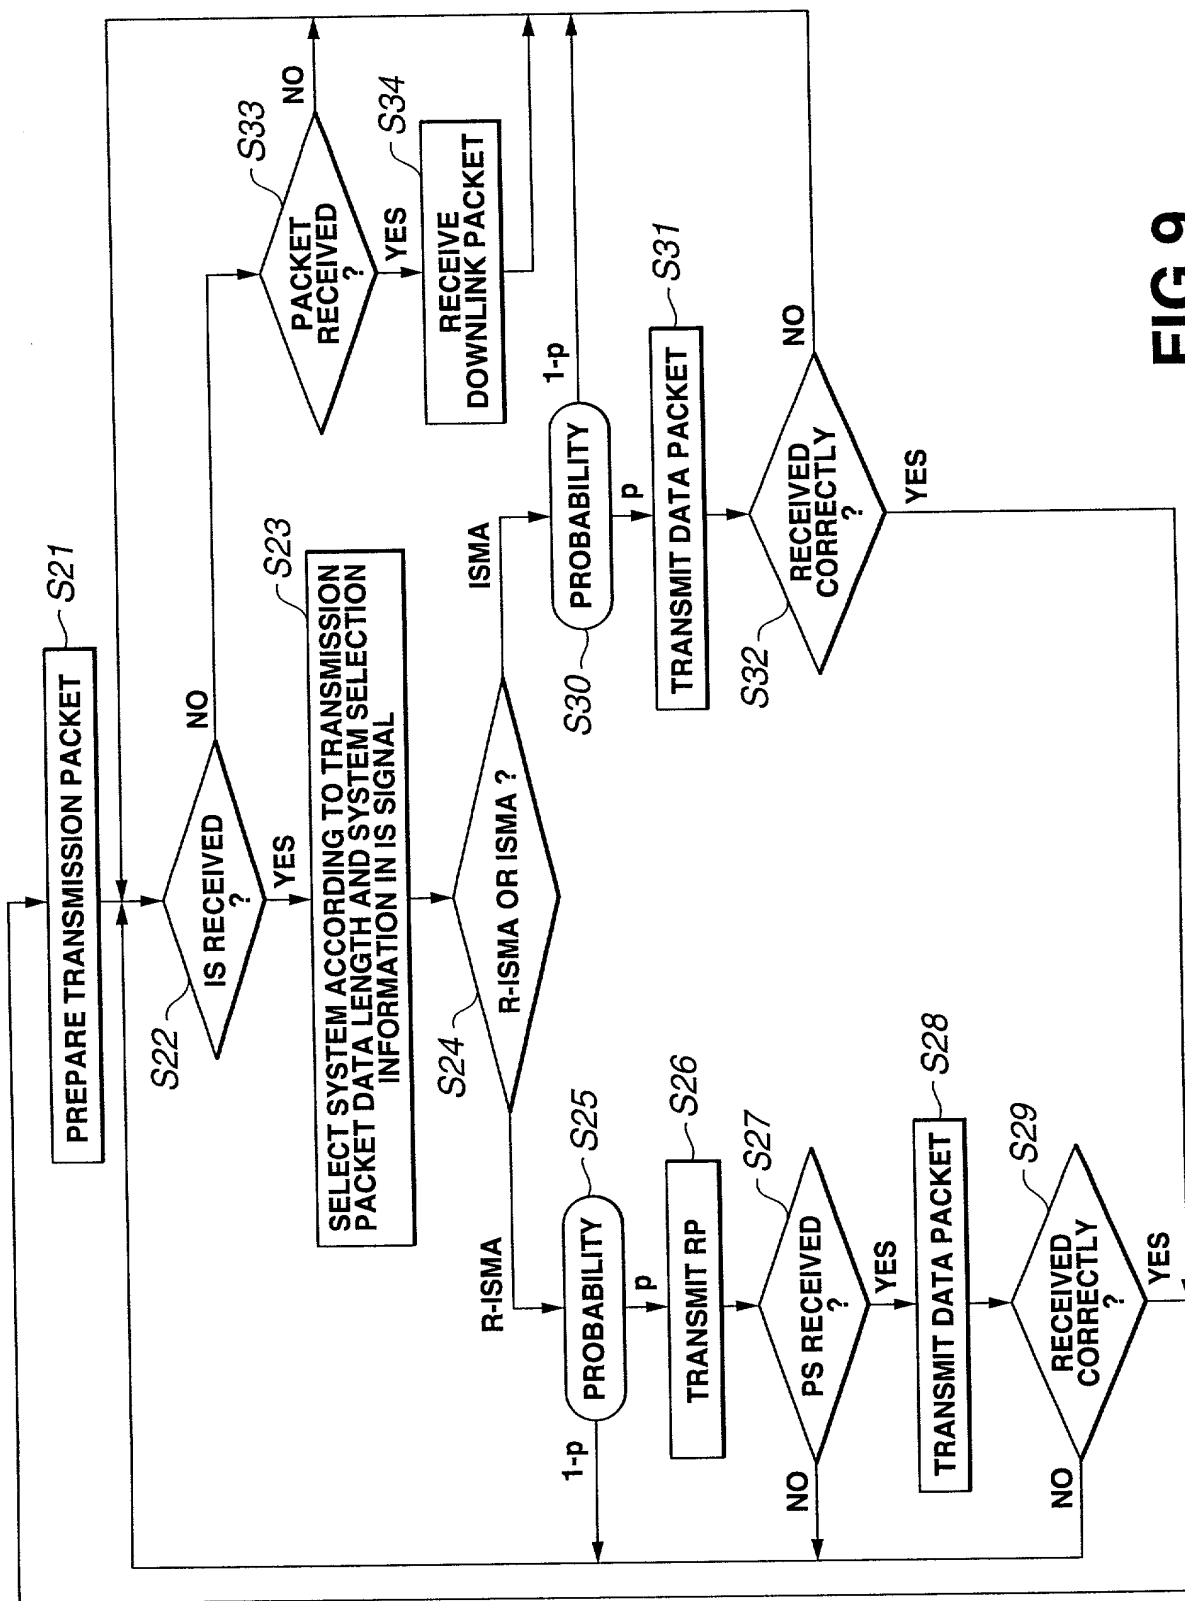 PREPARE TRANSMISSION PACKET
S21
IS RECEIVED
?
S22
NO
YES
PACKET
RECEIVED
?
S33
NO
YES
RECEIVE
DOWNLINK PACKET
S34
SELECT SYSTEM ACCORDING TO TRANSMISSION
PACKET DATA LENGTH AND SYSTEM SELECTION
INFORMATION IN IS SIGNAL
S23
R-ISMA OR ISMA ?
S24
R-ISMA
ISMA
PROBABILITY
S25
1-p
p
TRANSMIT RP
S26
PS RECEIVED
?
S27
NO
YES
TRANSMIT DATA PACKET
S28
RECEIVED
CORRECTLY
?
S29
NO
YES
PROBABILITY
S30
1-p
p
TRANSMIT DATA PACKET
S31
RECEIVED
CORRECTLY
?
S32
NO
YES
FIG.9